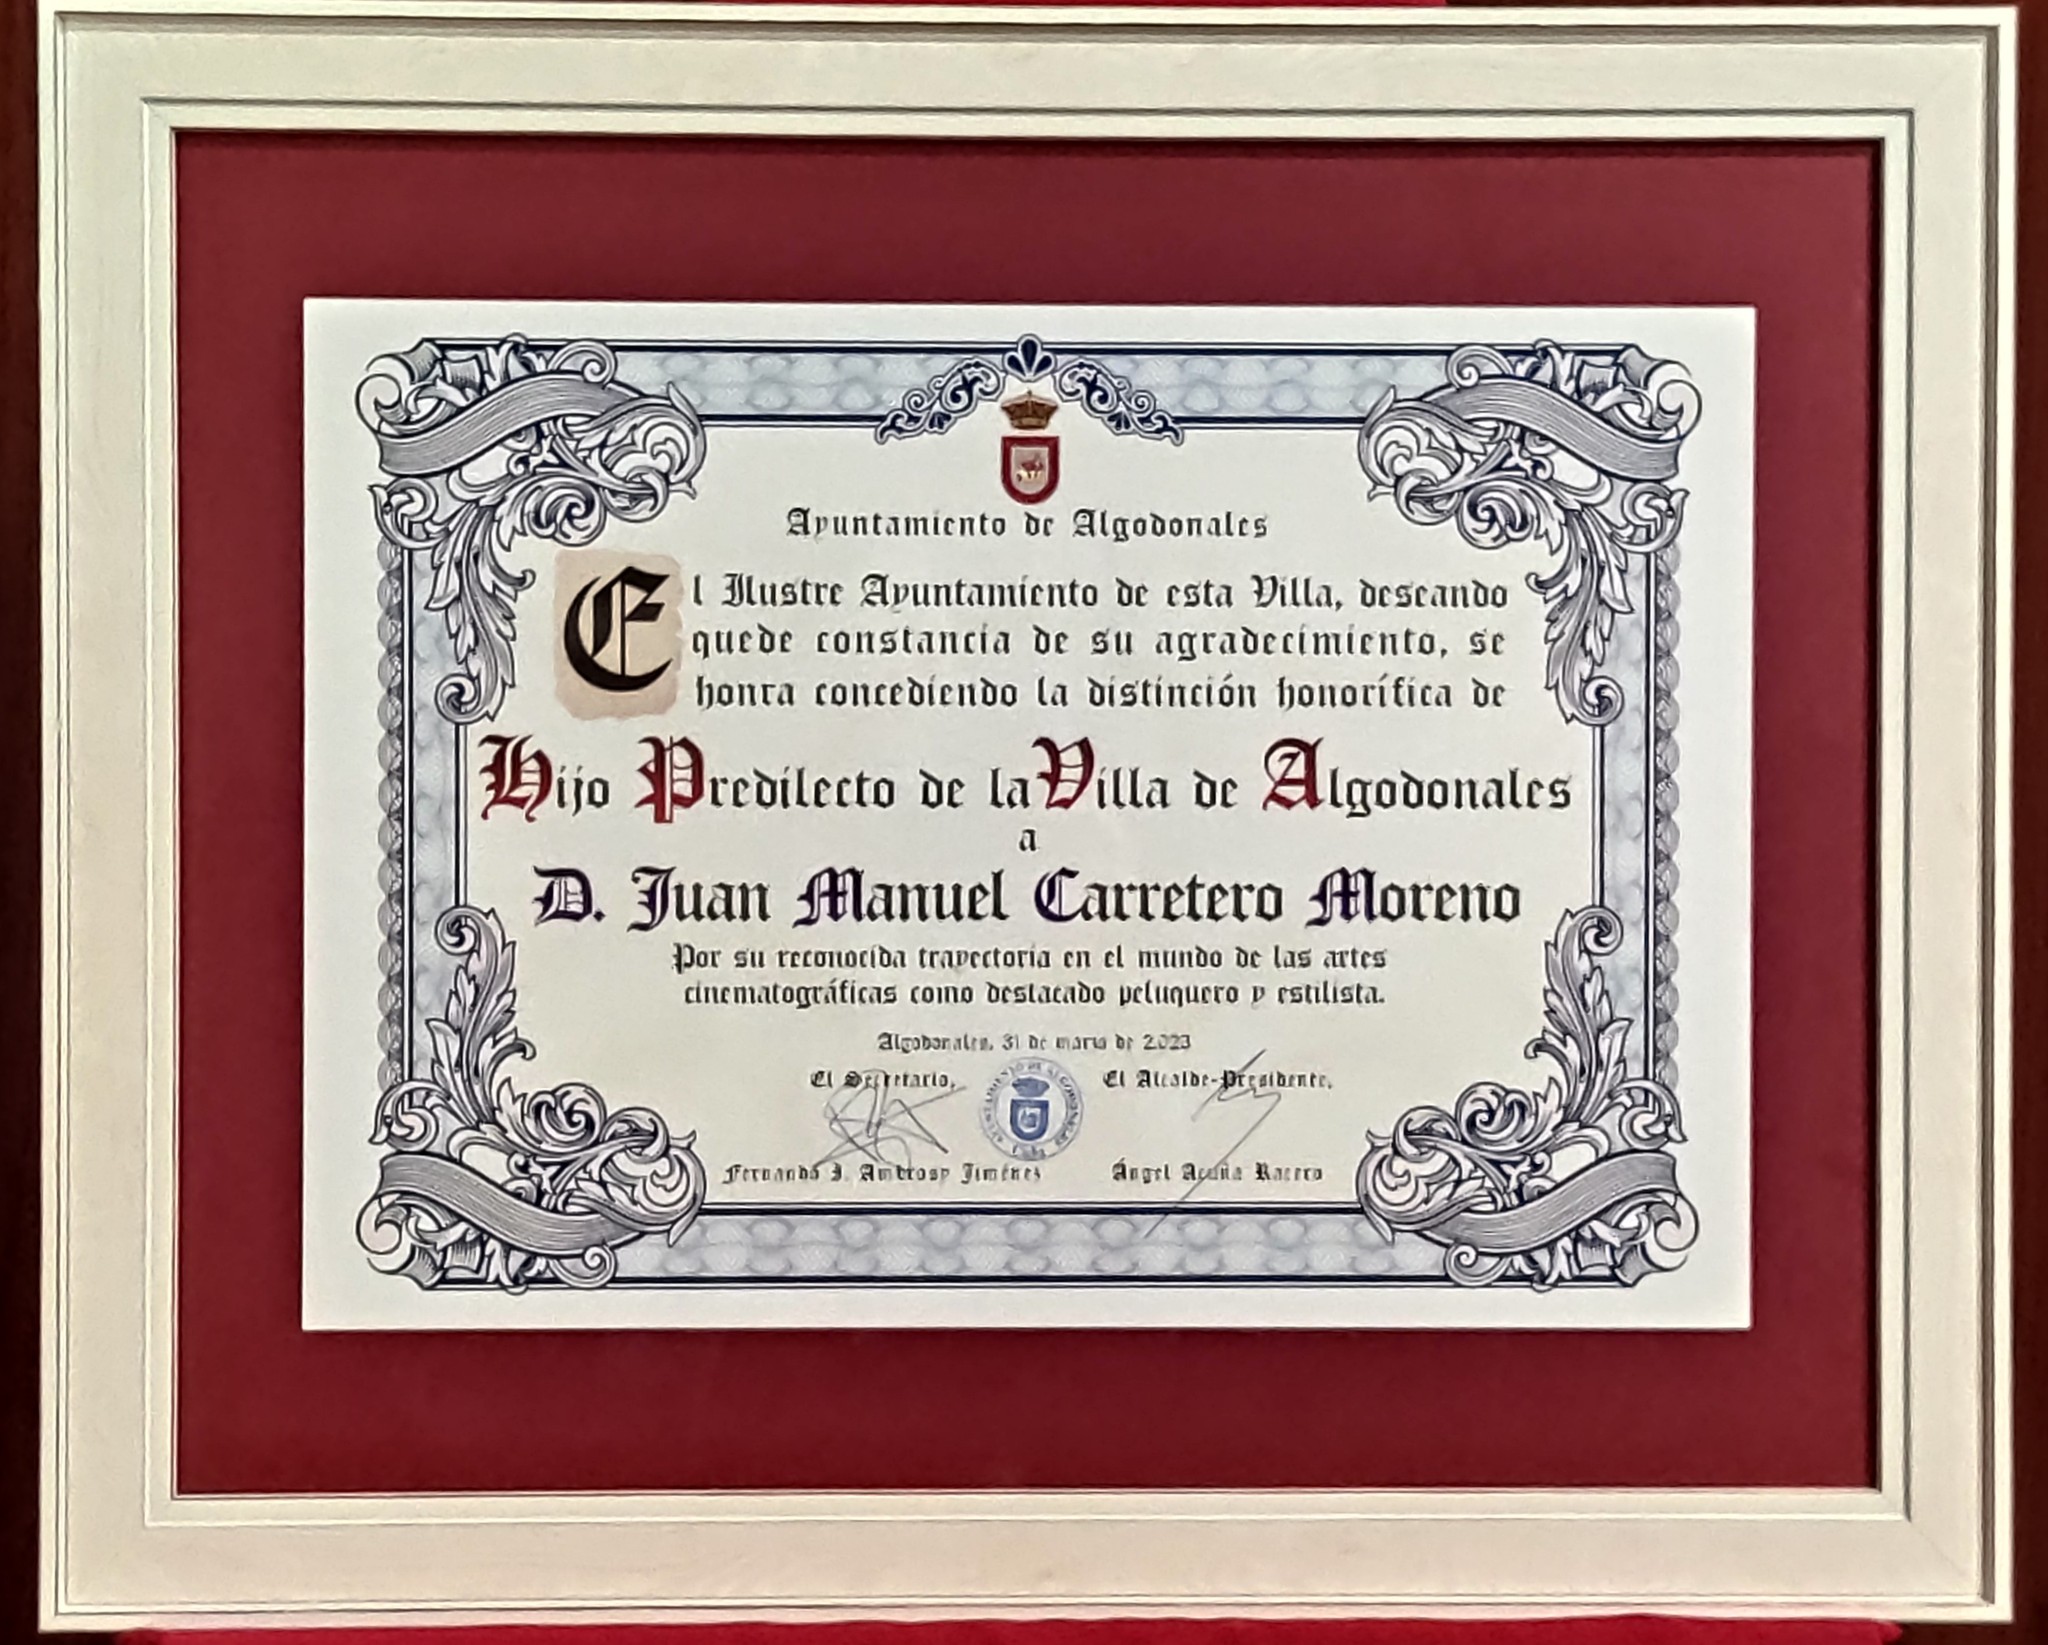 Ayuntamiento de Algodonales
El Ilustre Ayuntamiento de esta Villa, deseando
quede constancia de su agradecimiento, se
honra concediendo la distinción honorífica de
Hijo Predilecto de la Villa de Algodonales
a
D. Juan Manuel Carretero Moreno
Por su reconocida trayectoria en el mundo de las artes
cinematográficas como destacado peluquero y estilista.
Algodonales, 31 de marzo de 2023
El Secretario, El Alcalde-Presidente,
AYUNTAMIENTO DE ALGODONALES
Fernando J. Ambrosy Jiménez Ángel Acuña Racero